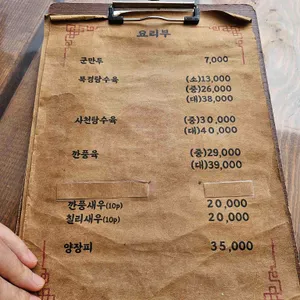 요리부
군만두 7,000
북경탕수육 (소)13,000
(중)26,000
(대)38,000
사천탕수육 (중)30,000
(대)40,000
깐풍육 (중)29,000
(대)39,000
깐풍새우(10p) 20,000
칠리새우(10p) 20,000
양장피 35,000